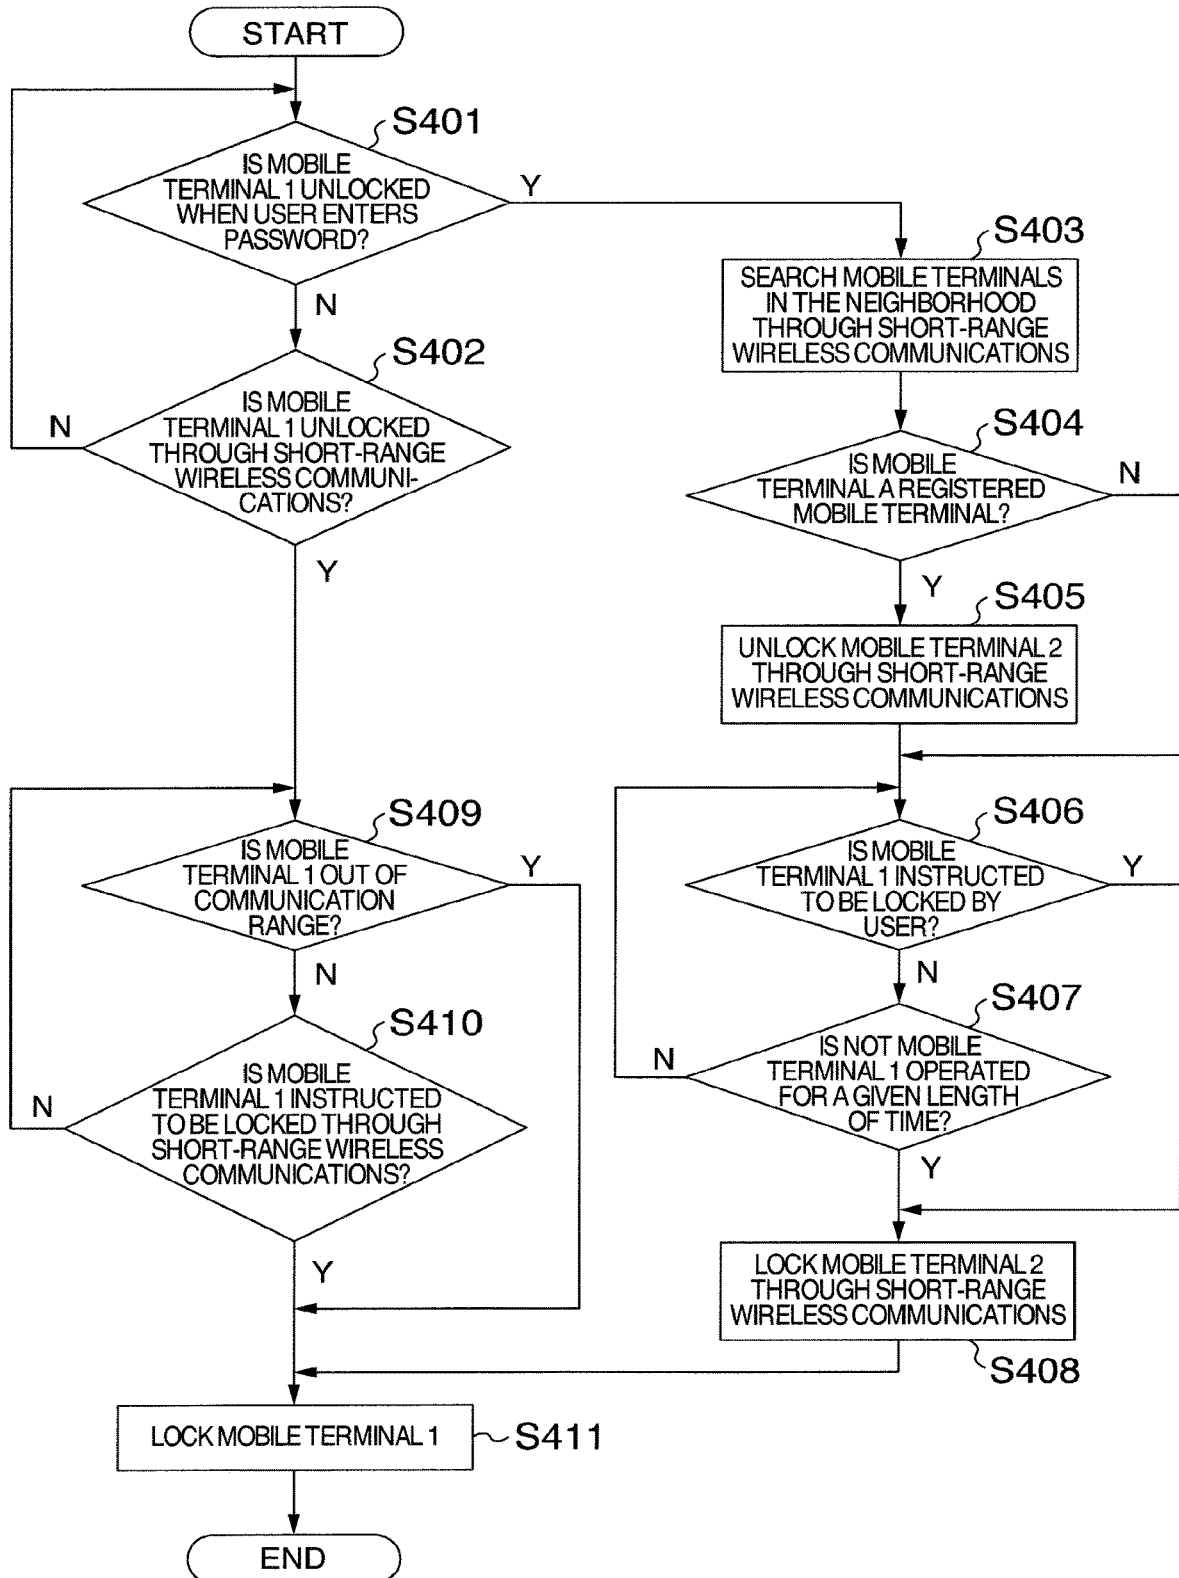 START
S401
IS MOBILE
TERMINAL 1 UNLOCKED
WHEN USER ENTERS
PASSWORD?
Y
N
S402
IS MOBILE
TERMINAL 1 UNLOCKED
THROUGH SHORT-RANGE
WIRELESS COMMUNI-
CATIONS?
N
Y
S403
SEARCH MOBILE TERMINALS
IN THE NEIGHBORHOOD
THROUGH SHORT-RANGE
WIRELESS COMMUNICATIONS
S404
IS MOBILE
TERMINAL A REGISTERED
MOBILE TERMINAL?
N
Y
S405
UNLOCK MOBILE TERMINAL 2
THROUGH SHORT-RANGE
WIRELESS COMMUNICATIONS
S406
IS MOBILE
TERMINAL 1 INSTRUCTED
TO BE LOCKED BY
USER?
Y
N
S407
IS NOT MOBILE
TERMINAL 1 OPERATED
FOR A GIVEN LENGTH
OF TIME?
N
Y
LOCK MOBILE TERMINAL 2
THROUGH SHORT-RANGE
WIRELESS COMMUNICATIONS
S408
S409
IS MOBILE
TERMINAL 1 OUT OF
COMMUNICATION
RANGE?
Y
N
S410
IS MOBILE
TERMINAL 1 INSTRUCTED
TO BE LOCKED THROUGH
SHORT-RANGE WIRELESS
COMMUNICATIONS?
N
Y
LOCK MOBILE TERMINAL 1
S411
END